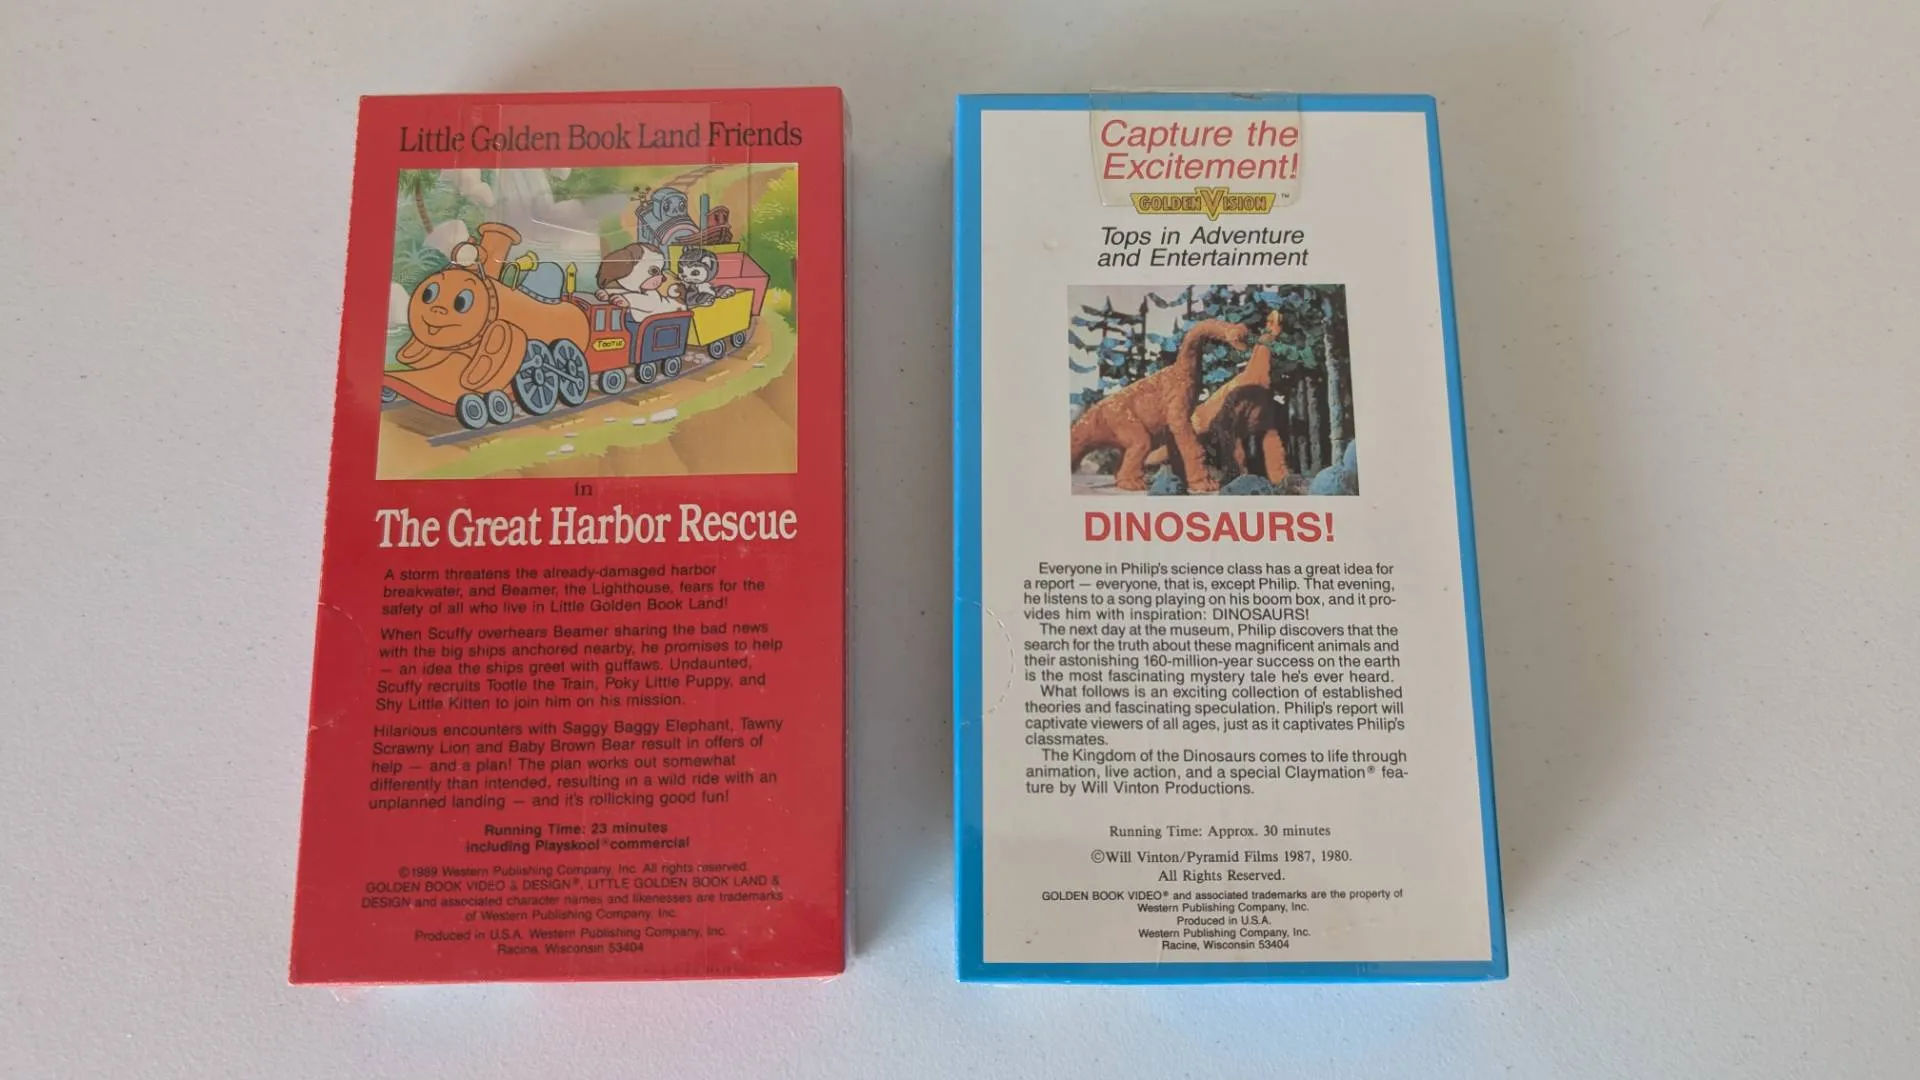 Little Golden Book Land Friends
TOOTLE
in
The Great Harbor Rescue
A storm threatens the already-damaged harbor
breakwater, and Beamer, the Lighthouse, fears for the
safety of all who live in Little Golden Book Land!
When Scuffy overhears Beamer sharing the bad news
with the big ships anchored nearby, he promises to help
— an idea the ships greet with guffaws. Undaunted,
Scuffy recruits Tootle the Train, Poky Little Puppy, and
Shy Little Kitten to join him on his mission.
Hilarious encounters with Saggy Baggy Elephant, Tawny
Scrawny Lion and Baby Brown Bear result in offers of
help — and a plan! The plan works out somewhat
differently than intended, resulting in a wild ride with an
unplanned landing — and it's rollicking good fun!
Running Time: 23 minutes
including Playskool® commercial
©1989 Western Publishing Company, Inc. All rights reserved.
GOLDEN BOOK VIDEO & DESIGN®, LITTLE GOLDEN BOOK LAND &
DESIGN and associated character names and likenesses are trademarks
of Western Publishing Company, Inc.
Produced in U.S.A. Western Publishing Company, Inc.
Racine, Wisconsin 53404
Capture the
Excitement!
GOLDEN VISION™
Tops in Adventure
and Entertainment
DINOSAURS!
Everyone in Philip's science class has a great idea for
a report — everyone, that is, except Philip. That evening,
he listens to a song playing on his boom box, and it pro-
vides him with inspiration: DINOSAURS!
The next day at the museum, Philip discovers that the
search for the truth about these magnificent animals and
their astonishing 160-million-year success on the earth
is the most fascinating mystery tale he's ever heard.
What follows is an exciting collection of established
theories and fascinating speculation. Philip's report will
captivate viewers of all ages, just as it captivates Philip's
classmates.
The Kingdom of the Dinosaurs comes to life through
animation, live action, and a special Claymation® fea-
ture by Will Vinton Productions.
Running Time: Approx. 30 minutes
©Will Vinton/Pyramid Films 1987, 1980.
All Rights Reserved.
GOLDEN BOOK VIDEO® and associated trademarks are the property of
Western Publishing Company, Inc.
Produced in U.S.A.
Western Publishing Company, Inc.
Racine, Wisconsin 53404